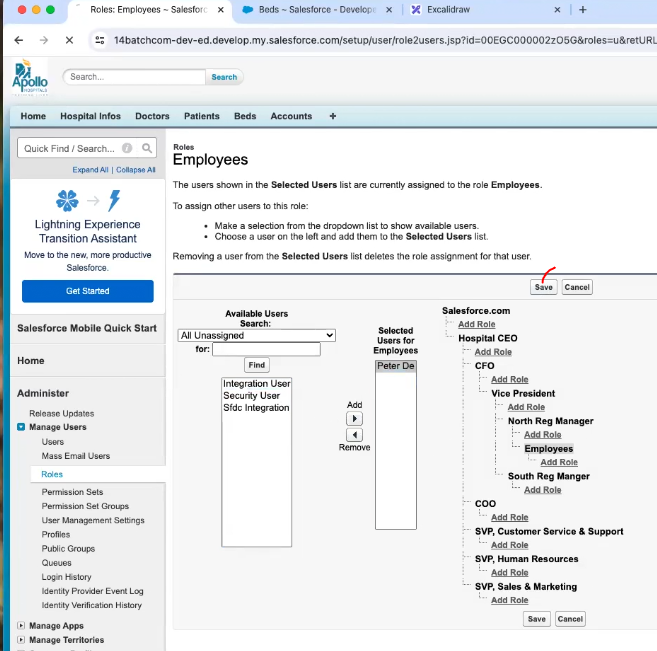 Roles: Employees ~ Salesforc
Beds ~ Salesforce - Develope
Excalidraw
14batchcom-dev-ed.develop.my.salesforce.com/setup/user/role2users.jsp?id=00EGC000002zO5G&roles=u&retURL
Apollo
HOSPITALS
Search...
Search
Home Hospital Infos Doctors Patients Beds Accounts +
Quick Find / Search...
Expand All | Collapse All
Lightning Experience
Transition Assistant
Move to the new, more productive
Salesforce.
Get Started
Salesforce Mobile Quick Start
Home
Administer
Release Updates
Manage Users
Users
Mass Email Users
Roles
Permission Sets
Permission Set Groups
User Management Settings
Profiles
Public Groups
Queues
Login History
Identity Provider Event Log
Identity Verification History
Manage Apps
Manage Territories
Roles
Employees
The users shown in the Selected Users list are currently assigned to the role Employees.
To assign other users to this role:
• Make a selection from the dropdown list to show available users.
• Choose a user on the left and add them to the Selected Users list.
Removing a user from the Selected Users list deletes the role assignment for that user.
Save Cancel
Available Users
Search:
All Unassigned
for:
Find
Integration User
Security User
Sfdc Integration
Add
Remove
Selected
Users for
Employees
Peter De
Salesforce.com
Add Role
Hospital CEO
Add Role
CFO
Add Role
Vice President
Add Role
North Reg Manager
Add Role
Employees
Add Role
South Reg Manger
Add Role
COO
Add Role
SVP, Customer Service & Support
Add Role
SVP, Human Resources
Add Role
SVP, Sales & Marketing
Add Role
Save Cancel